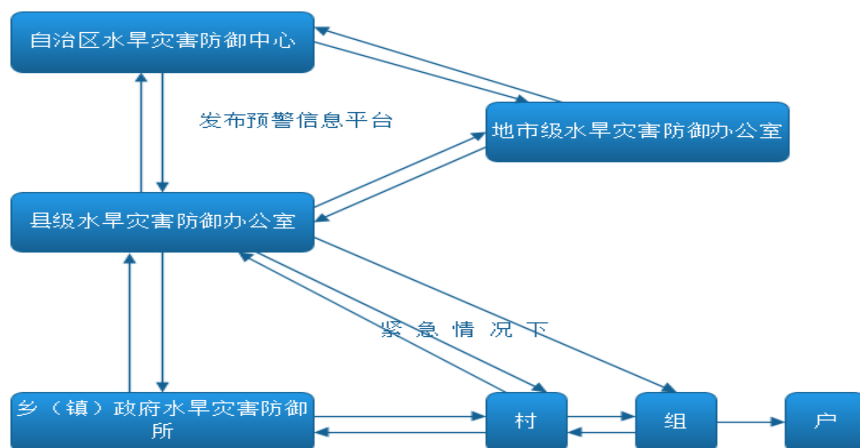 自治区水旱灾害防御中心
发布预警信息平台
地市级水旱灾害防御办公室
县级水旱灾害防御办公室
紧急情况下
乡（镇）政府水旱灾害防御
所
村
组
户